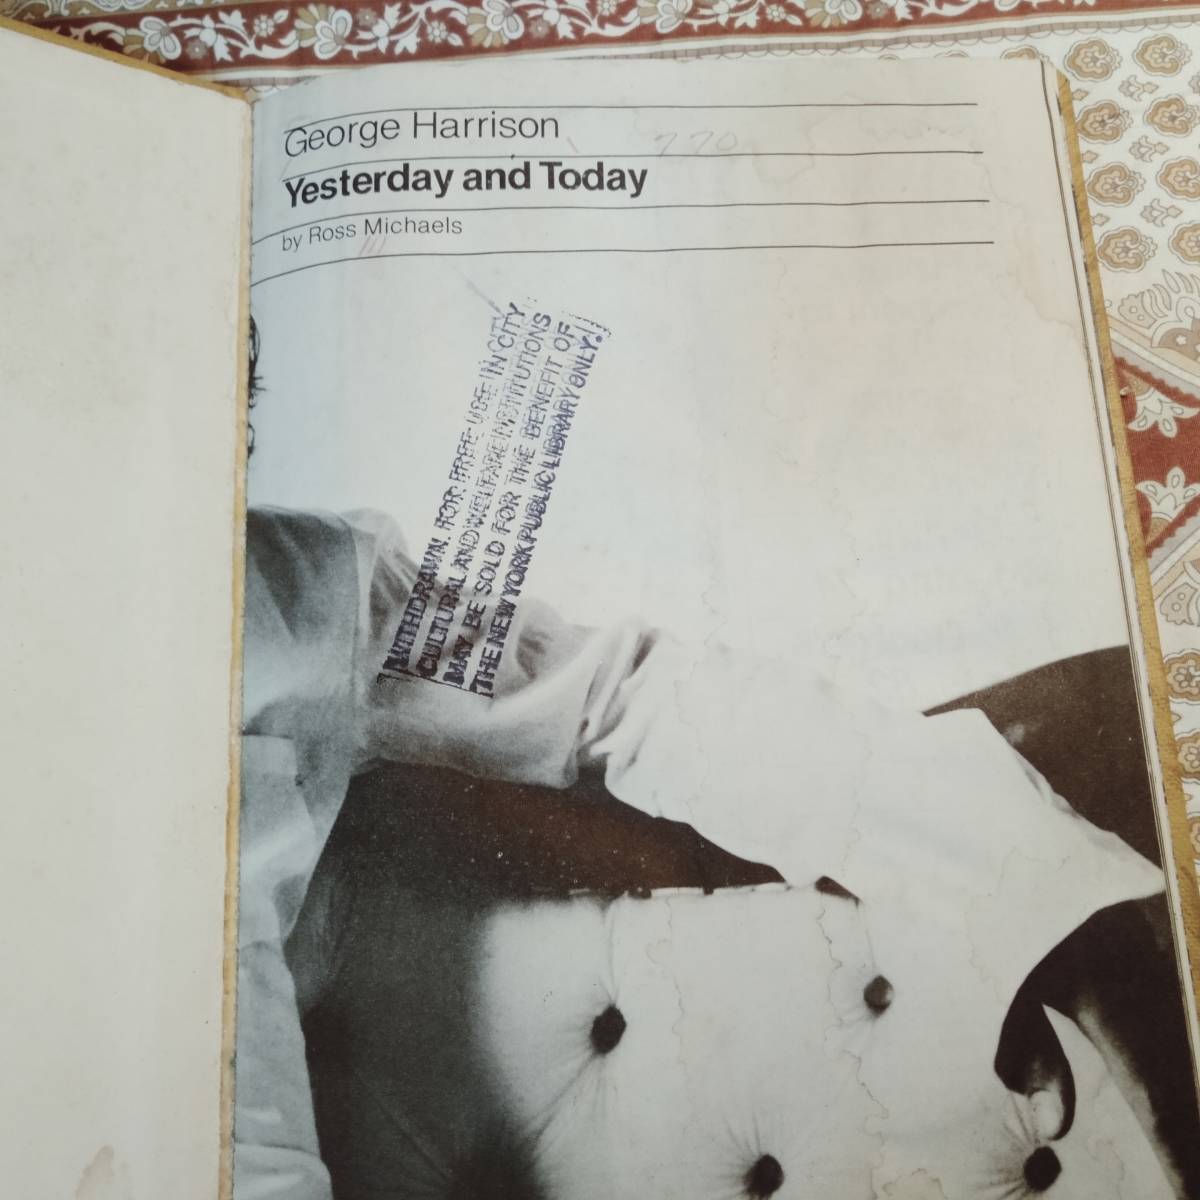 George Harrison
770
Yesterday and Today
by Ross Michaels
WITHDRAWN. FOR FREE USE IN CITY
CULTURAL AND WELFARE INSTITUTIONS
MAY BE SOLD FOR THE BENEFIT OF
THE NEW YORK PUBLIC LIBRARY ONLY.